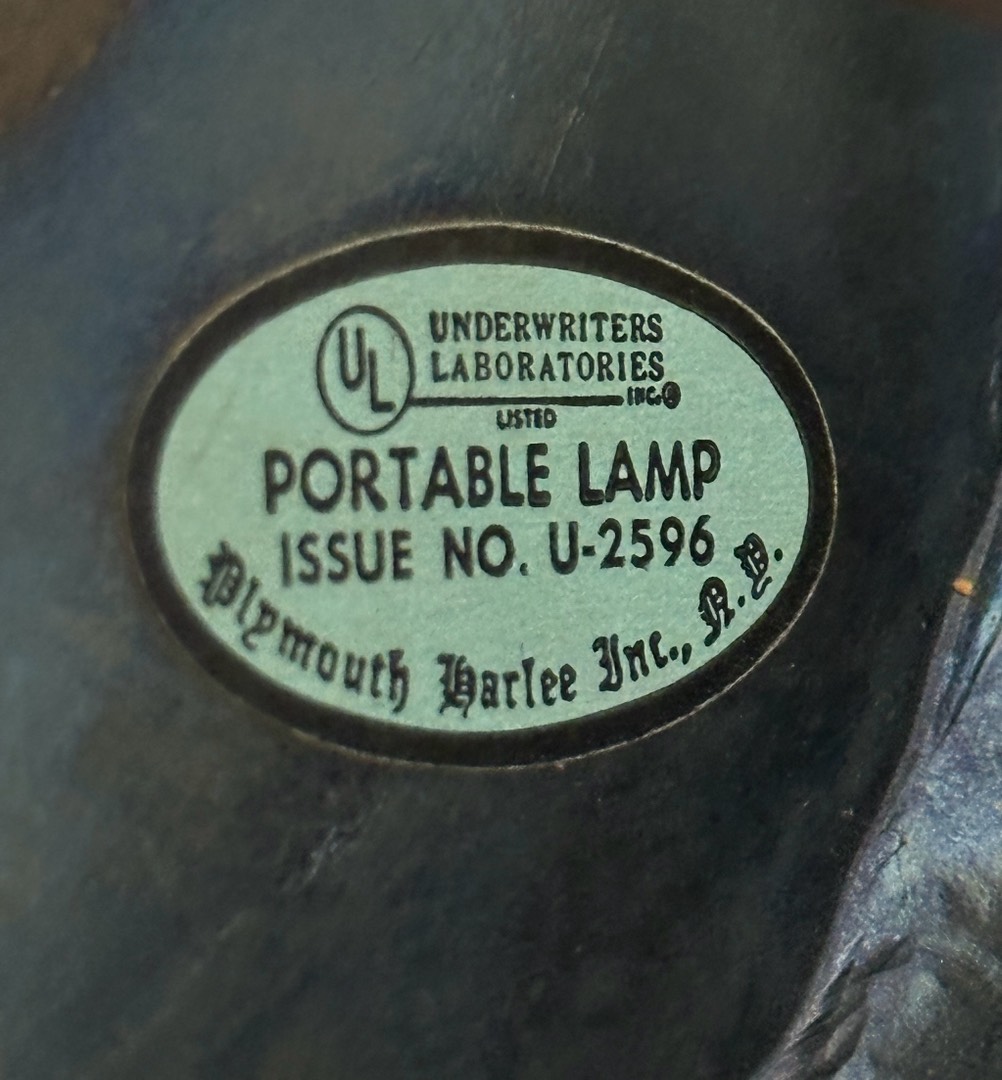 UL
UNDERWRITERS
LABORATORIES
INC.®
LISTED
PORTABLE LAMP
ISSUE NO. U-2596
Plymouth Harlee Inc., N.Y.